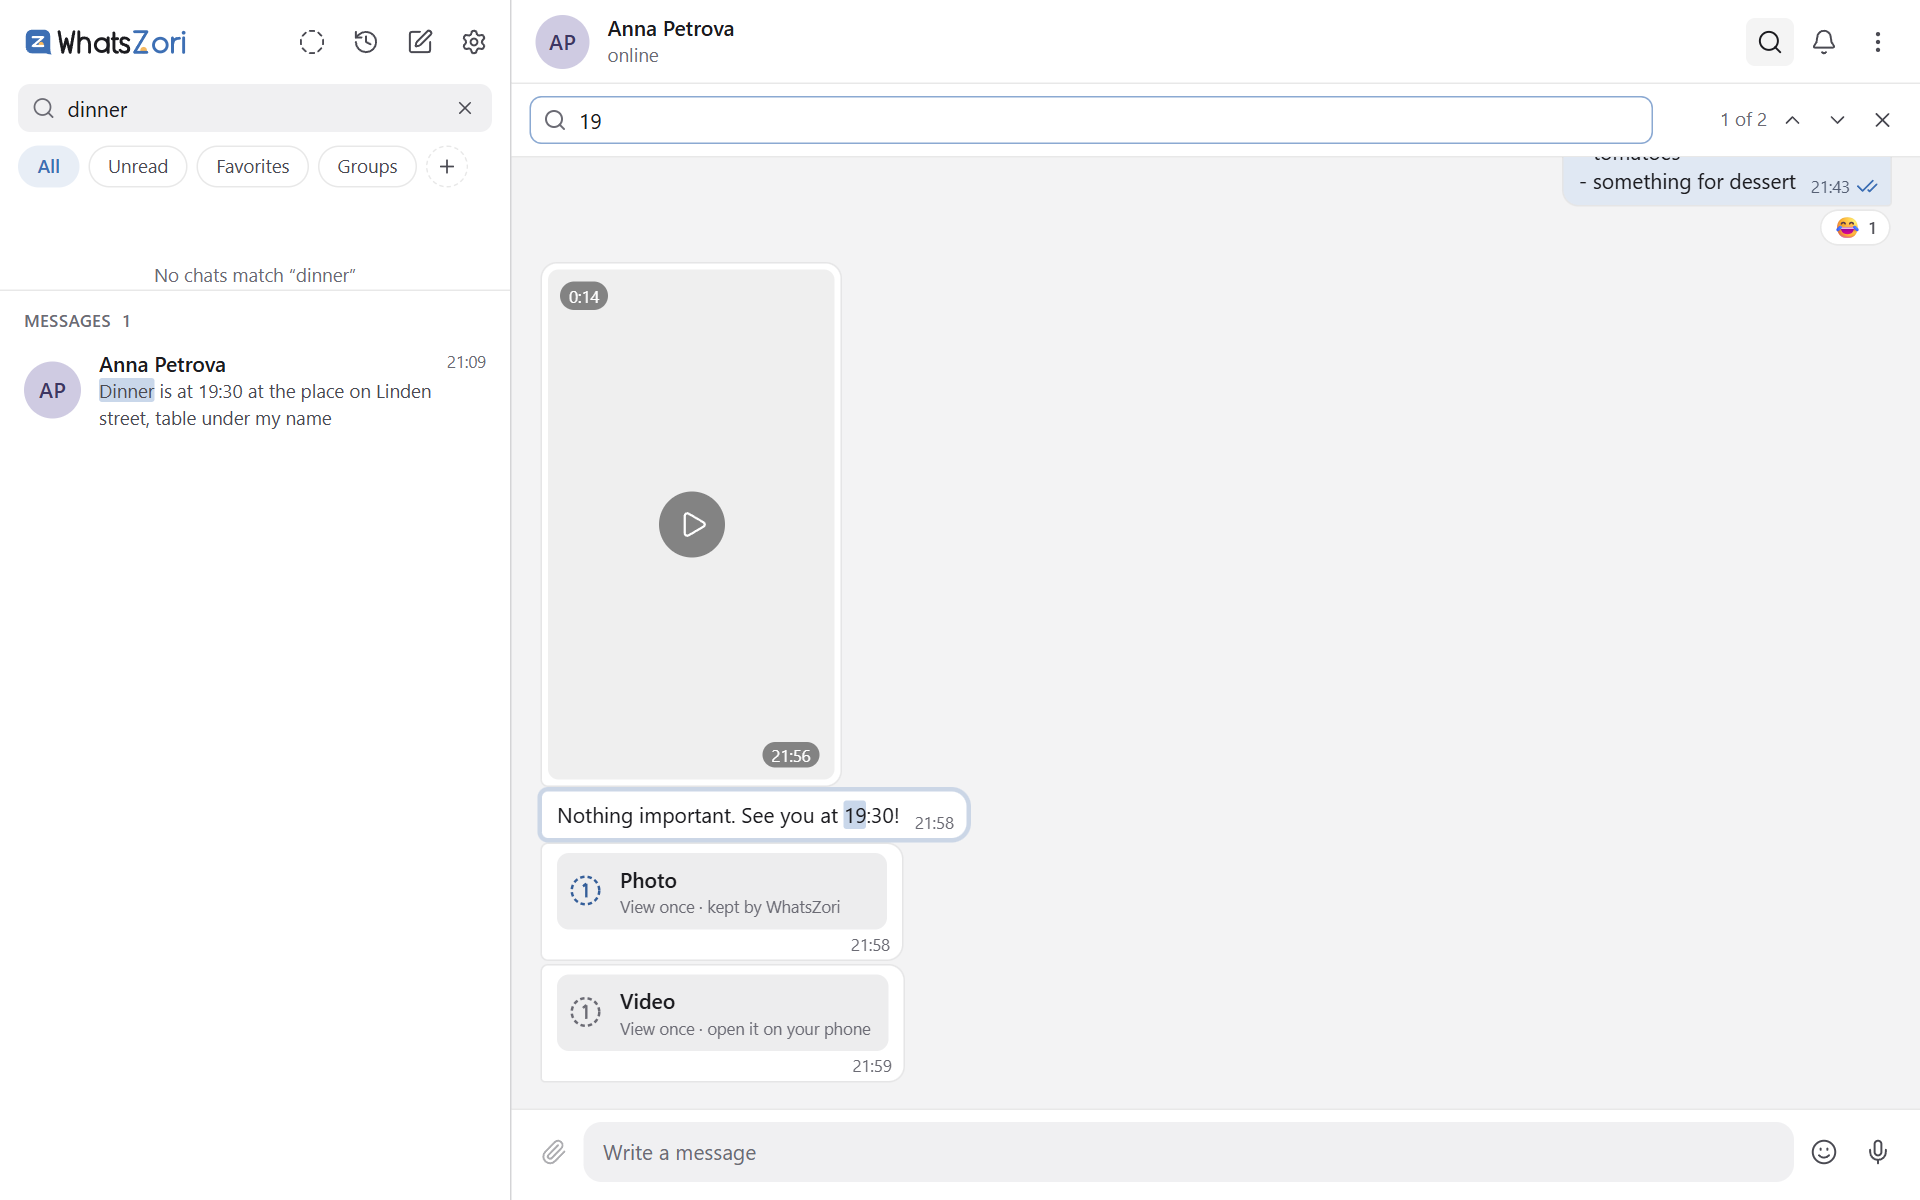 WhatsZori
dinner
All
Unread
Favorites
Groups
No chats match “dinner”
MESSAGES 1
AP
Anna Petrova
21:09
Dinner is at 19:30 at the place on Linden
street, table under my name
AP
Anna Petrova
online
19
1 of 2
tomatoes
- something for dessert
21:43
1
0:14
21:56
Nothing important. See you at 19:30!
21:58
1
Photo
View once · kept by WhatsZori
21:58
1
Video
View once · open it on your phone
21:59
Write a message